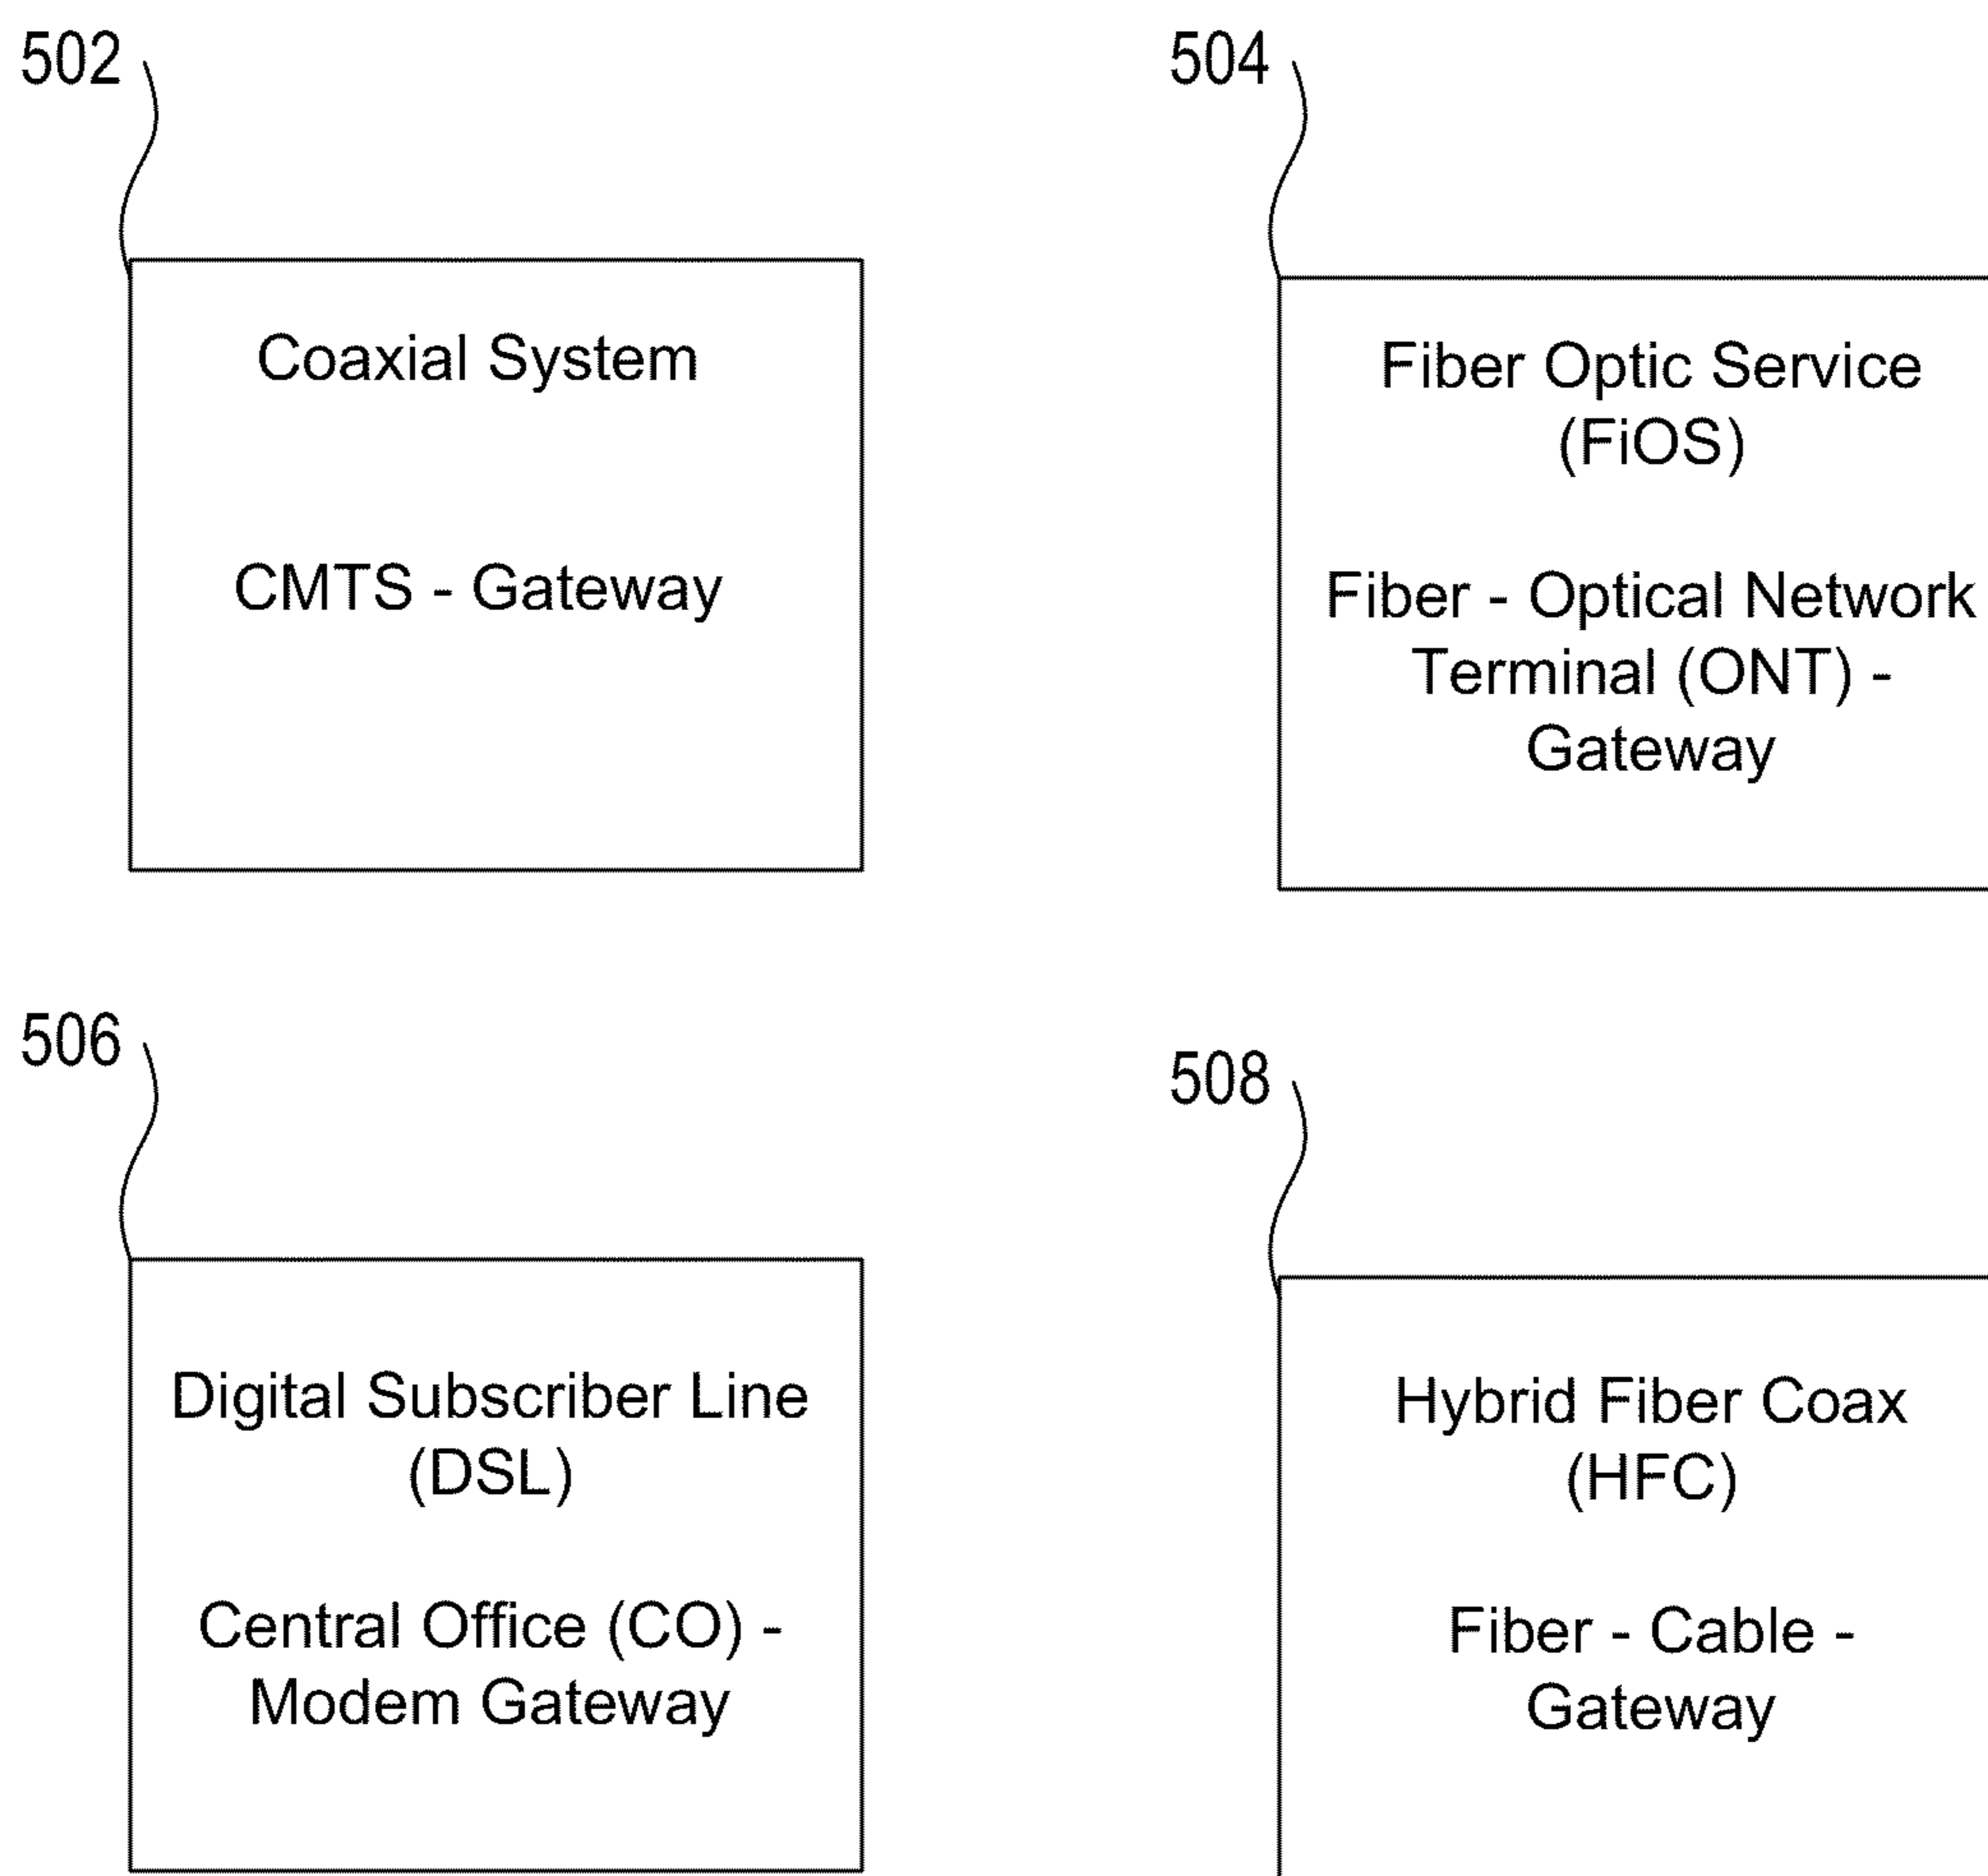 502
Coaxial System
CMTS - Gateway
504
Fiber Optic Service
(FiOS)
Fiber - Optical Network
Terminal (ONT) -
Gateway
506
Digital Subscriber Line
(DSL)
Central Office (CO) -
Modem Gateway
508
Hybrid Fiber Coax
(HFC)
Fiber - Cable -
Gateway